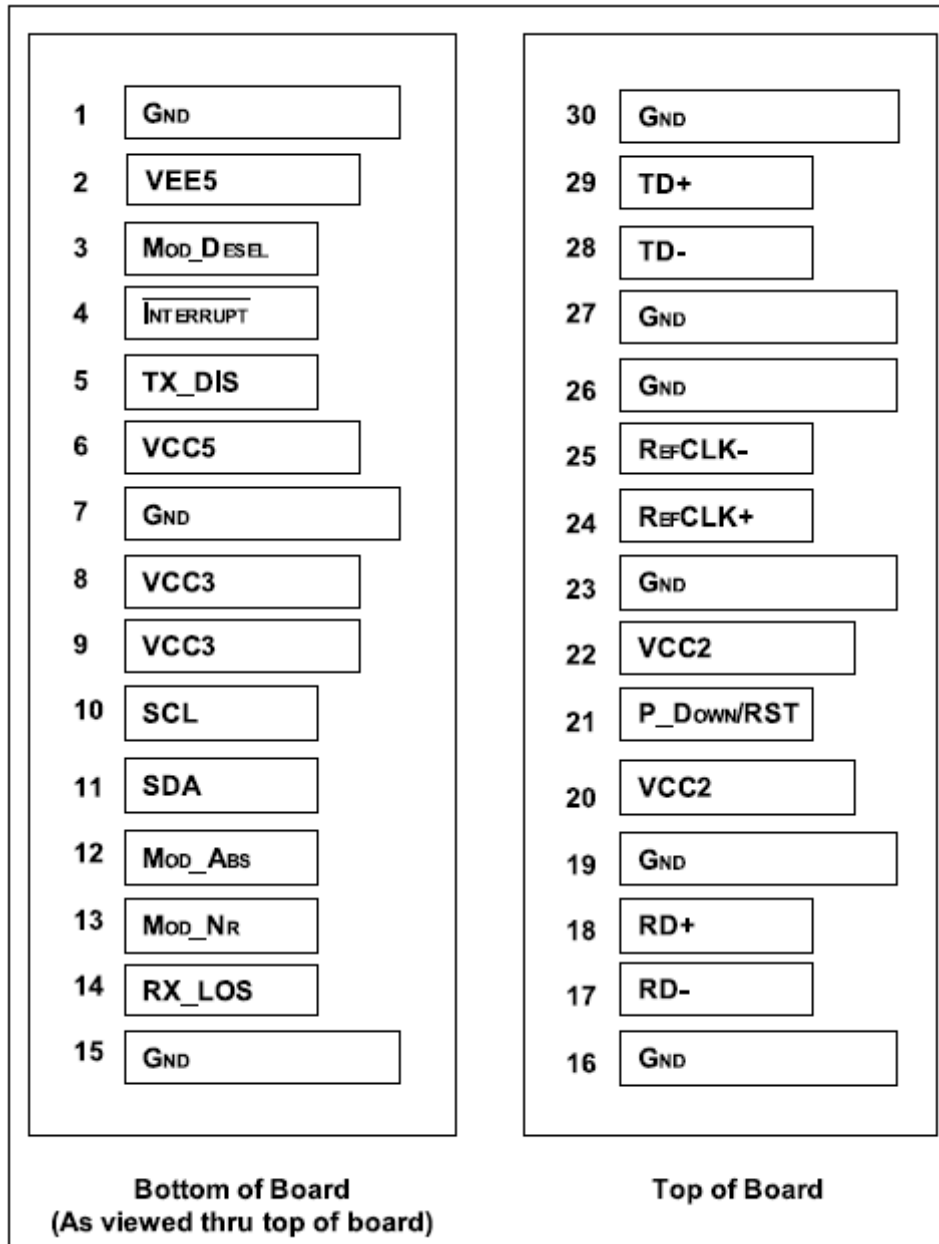 1 GND
2 VEE5
3 MOD_DESEL
4 INTERRUPT
5 TX_DIS
6 VCC5
7 GND
8 VCC3
9 VCC3
10 SCL
11 SDA
12 MOD_ABS
13 MOD_NR
14 RX_LOS
15 GND
Bottom of Board
(As viewed thru top of board)
30 GND
29 TD+
28 TD-
27 GND
26 GND
25 REFCLK-
24 REFCLK+
23 GND
22 VCC2
21 P_DOWN/RST
20 VCC2
19 GND
18 RD+
17 RD-
16 GND
Top of Board